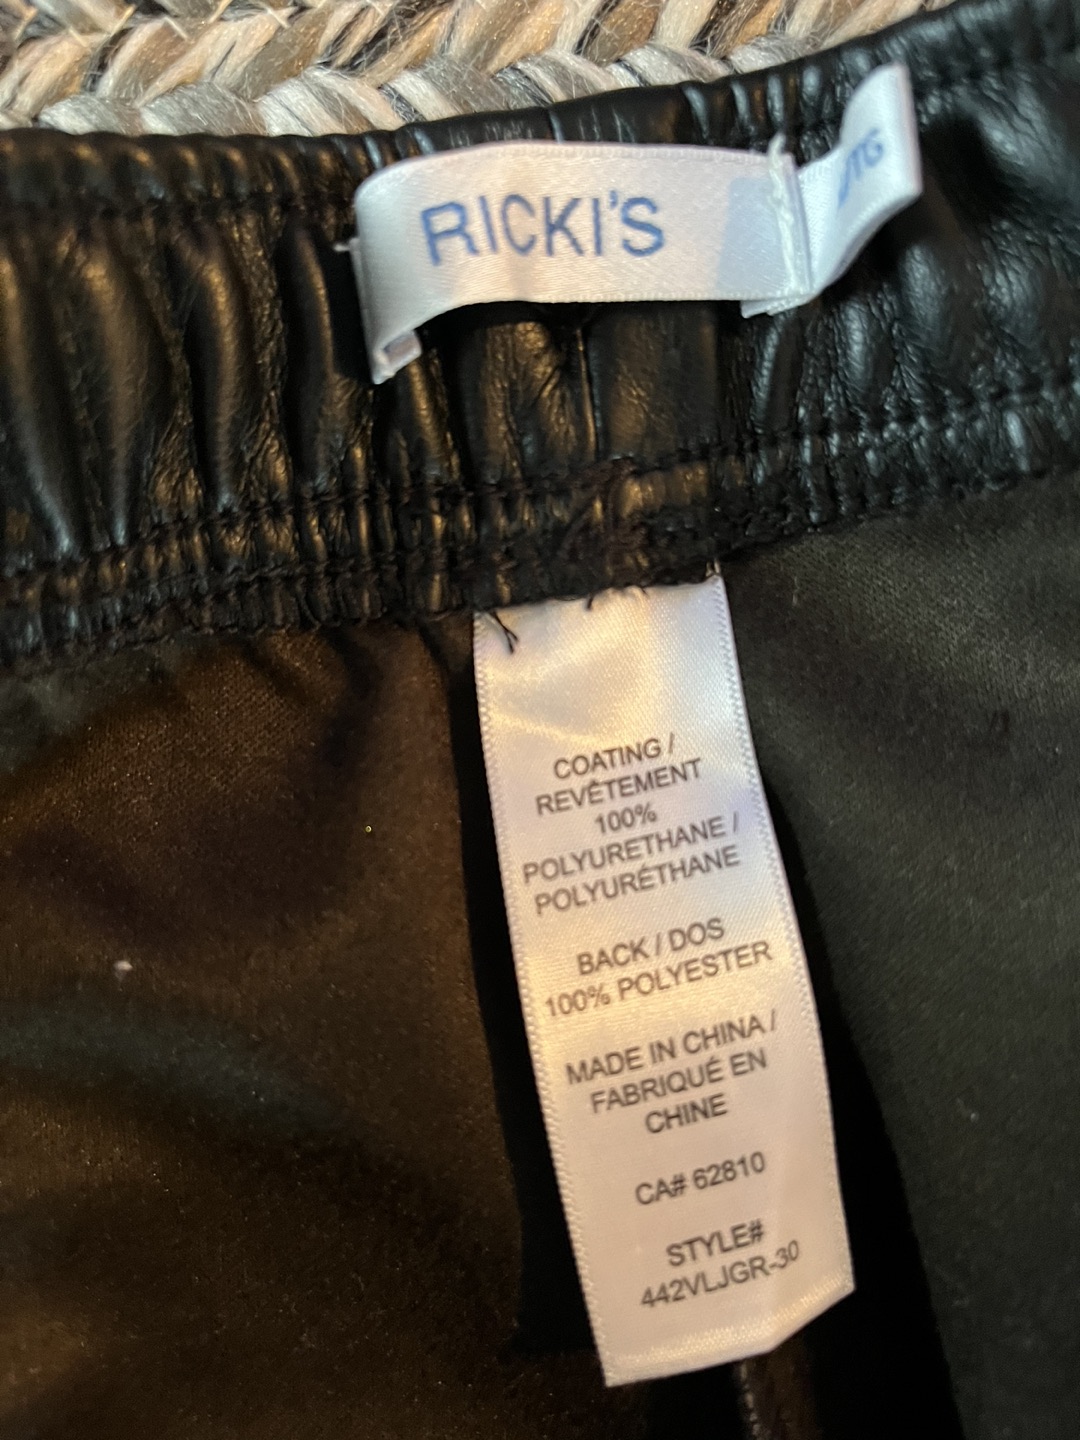 RICKI'S
COATING /
REVÊTEMENT
100%
POLYURETHANE /
POLYURÉTHANE
BACK / DOS
100% POLYESTER
MADE IN CHINA /
FABRIQUÉ EN
CHINE
CA# 62810
STYLE#
442VLJGR-30